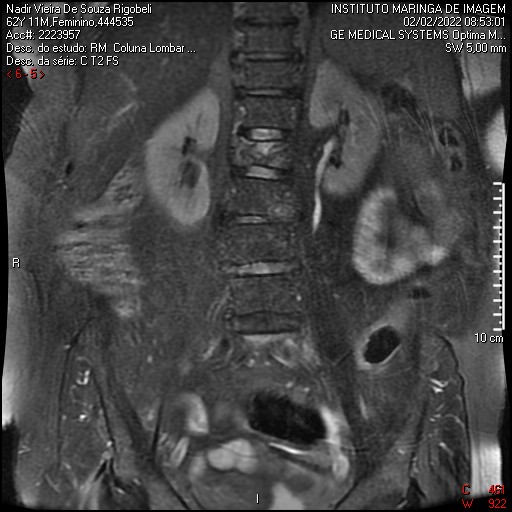 Nadir Vieira De Souza Rigobeli
62Y 11M,Feminino,444535
Acc#: 2223957
Desc. do estudo: RM Coluna Lombar ...
Desc. da série: C T2 FS
< 6 - 5 >
INSTITUTO MARINGA DE IMAGEM
02/02/2022 08:53:01
GE MEDICAL SYSTEMS Optima M...
SW 5,00 mm
R
10 cm
I
C
W 922